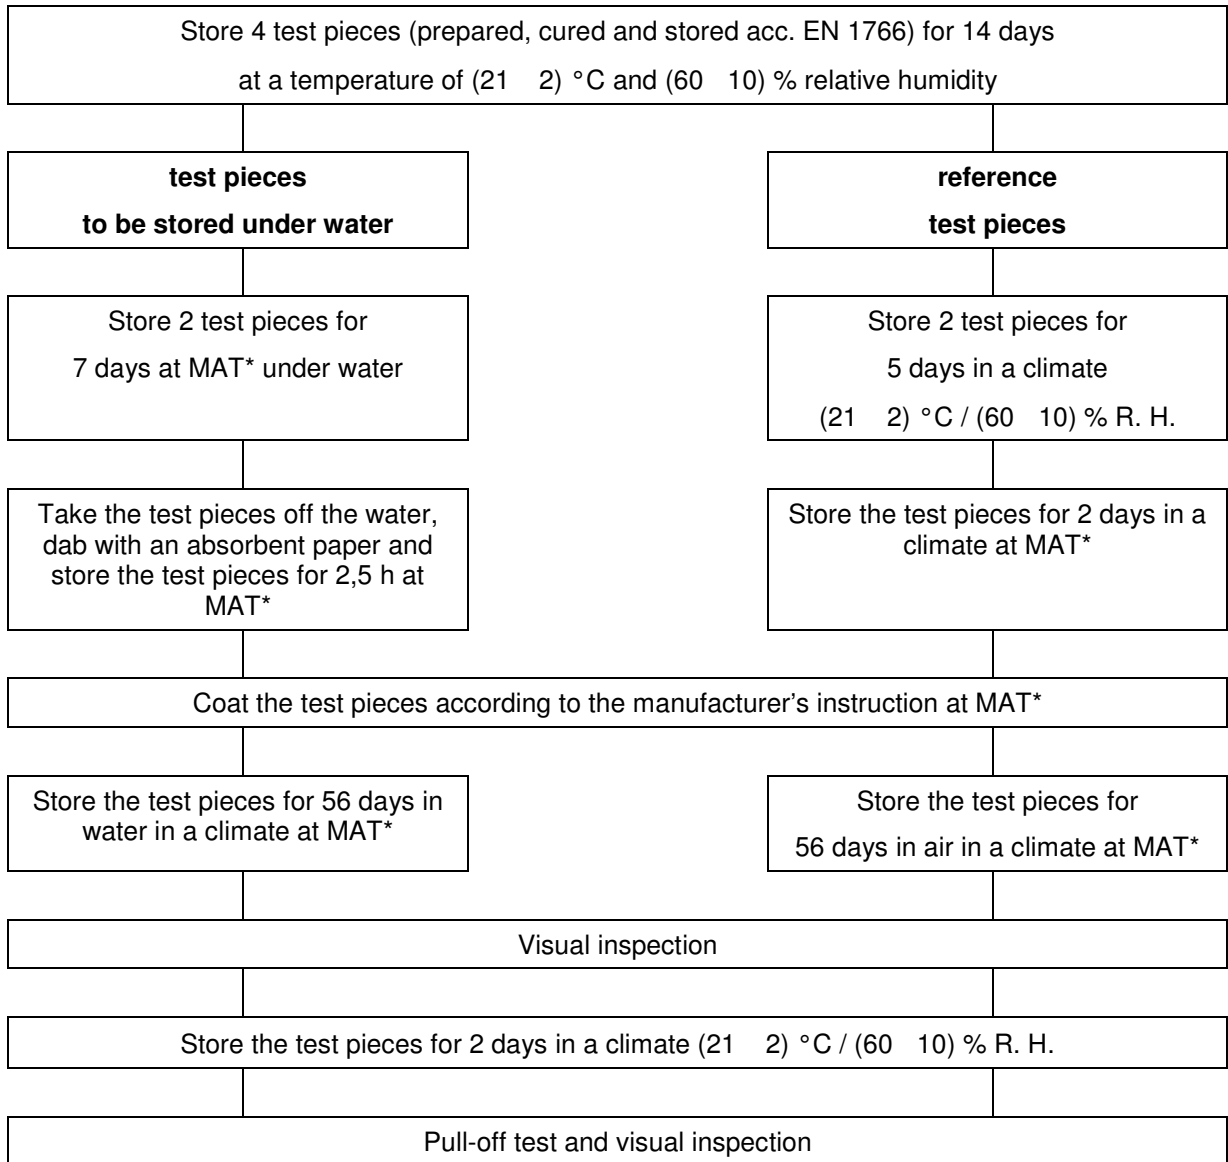 Store 4 test pieces (prepared, cured and stored acc. EN 1766) for 14 days
at a temperature of (21 2) °C and (60 10) % relative humidity
test pieces
to be stored under water
reference
test pieces
Store 2 test pieces for
7 days at MAT* under water
Store 2 test pieces for
5 days in a climate
(21 2) °C / (60 10) % R. H.
Take the test pieces off the water,
dab with an absorbent paper and
store the test pieces for 2,5 h at
MAT*
Store the test pieces for 2 days in a
climate at MAT*
Coat the test pieces according to the manufacturer's instruction at MAT*
Store the test pieces for 56 days in
water in a climate at MAT*
Store the test pieces for
56 days in air in a climate at MAT*
Visual inspection
Store the test pieces for 2 days in a climate (21 2) °C / (60 10) % R. H.
Pull-off test and visual inspection